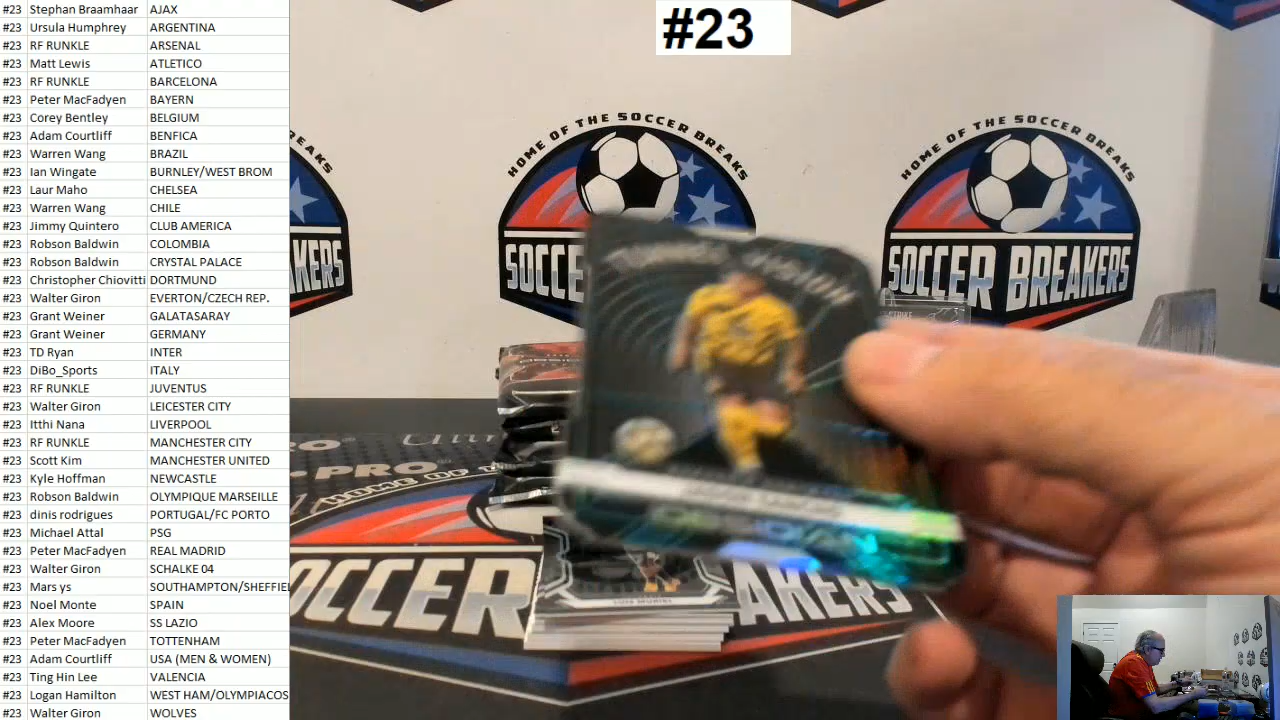 #23 Stephan Braamhaar AJAX
#23 Ursula Humphrey ARGENTINA
#23 RF RUNKLE ARSENAL
#23 Matt Lewis ATLETICO
#23 RF RUNKLE BARCELONA
#23 Peter MacFadyen BAYERN
#23 Corey Bentley BELGIUM
#23 Adam Courtliff BENFICA
#23 Warren Wang BRAZIL
#23 Ian Wingate BURNLEY/WEST BROM
#23 Laur Maho CHELSEA
#23 Warren Wang CHILE
#23 Jimmy Quintero CLUB AMERICA
#23 Robson Baldwin COLOMBIA
#23 Robson Baldwin CRYSTAL PALACE
#23 Christopher Chiovitti DORTMUND
#23 Walter Giron EVERTON/CZECH REP.
#23 Grant Weiner GALATASARAY
#23 Grant Weiner GERMANY
#23 TD Ryan INTER
#23 DiBo_Sports ITALY
#23 RF RUNKLE JUVENTUS
#23 Walter Giron LEICESTER CITY
#23 Itthi Nana LIVERPOOL
#23 RF RUNKLE MANCHESTER CITY
#23 Scott Kim MANCHESTER UNITED
#23 Kyle Hoffman NEWCASTLE
#23 Robson Baldwin OLYMPIQUE MARSEILLE
#23 dinis rodrigues PORTUGAL/FC PORTO
#23 Michael Attal PSG
#23 Peter MacFadyen REAL MADRID
#23 Walter Giron SCHALKE 04
#23 Mars ys SOUTHAMPTON/SHEFFIEL
#23 Noel Monte SPAIN
#23 Alex Moore SS LAZIO
#23 Peter MacFadyen TOTTENHAM
#23 Adam Courtliff USA (MEN & WOMEN)
#23 Ting Hin Lee VALENCIA
#23 Logan Hamilton WEST HAM/OLYMPIACOS
#23 Walter Giron WOLVES
#23
BREAKS
KERS
HOME OF THE SOCCER BREAKS
SOCCER
HOME OF THE SOCCER BREAKS
SOCCER BREAKERS
PRO
HOME OF
OCCER
AKERS
LUIS MURIEL